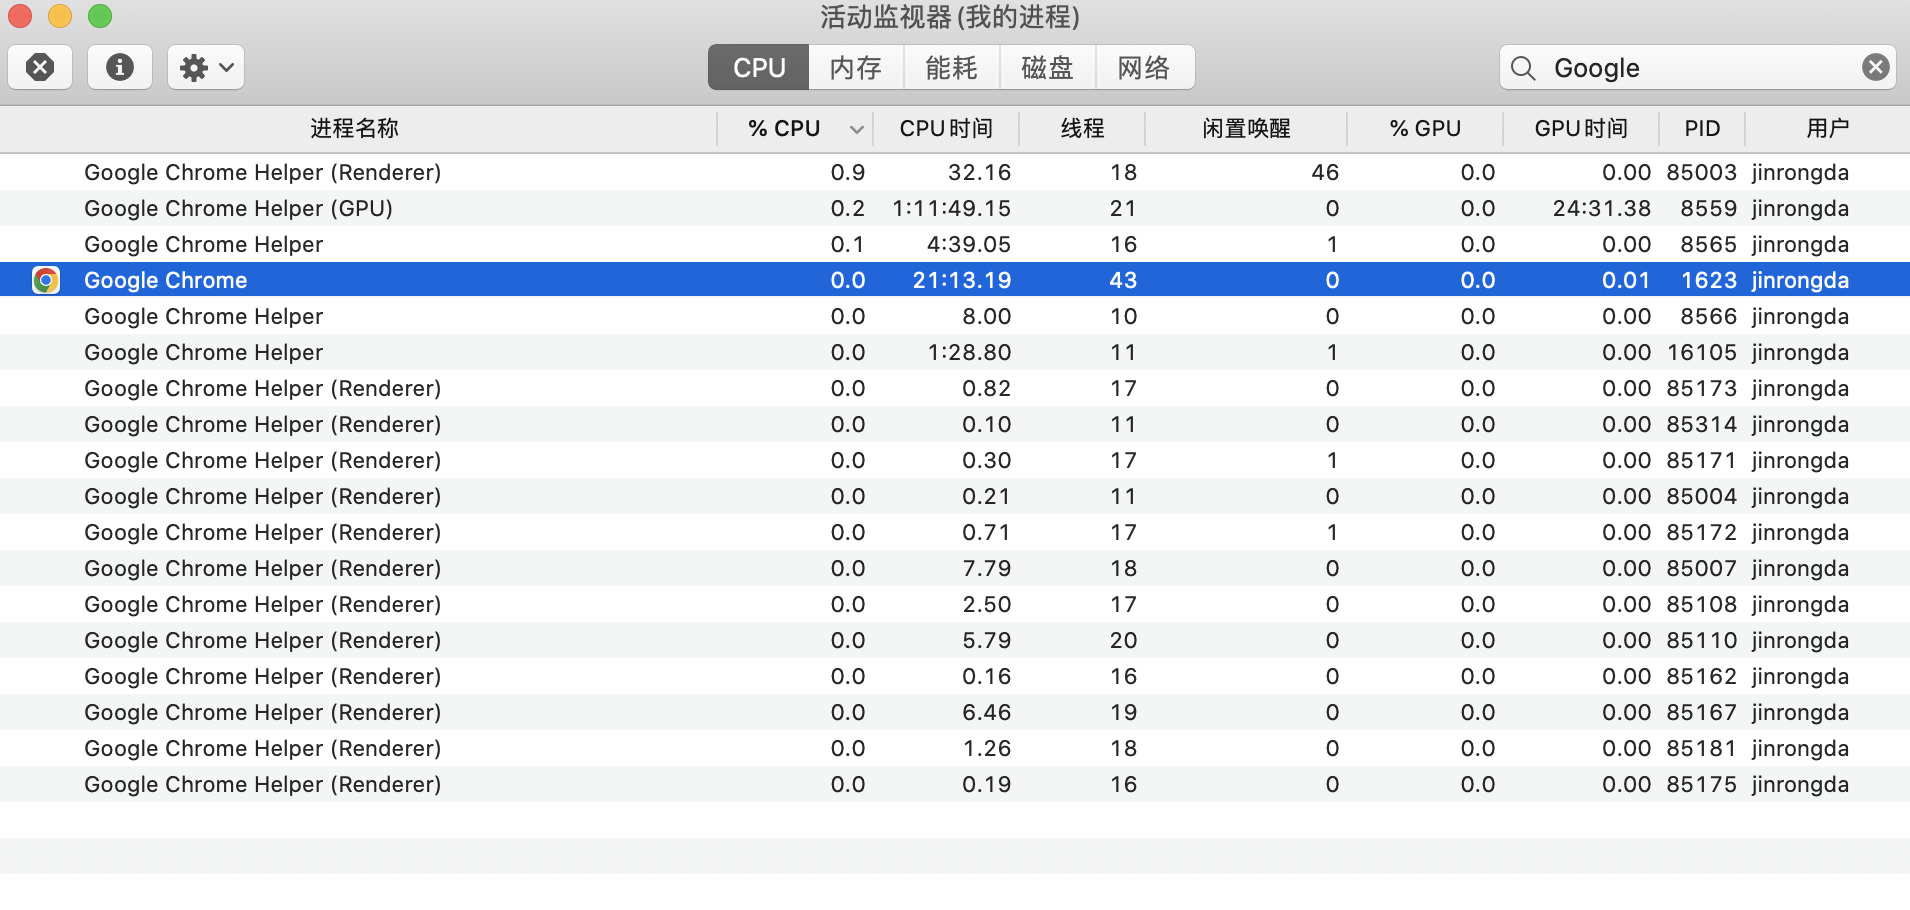 活动监视器 (我的进程)
CPU 内存 能耗 磁盘 网络 Google
进程名称 % CPU CPU 时间 线程 闲置唤醒 % GPU GPU 时间 PID 用户
Google Chrome Helper (Renderer) 0.9 32.16 18 46 0.0 0.00 85003 jinrongda
Google Chrome Helper (GPU) 0.2 1:11:49.15 21 0 0.0 24:31.38 8559 jinrongda
Google Chrome Helper 0.1 4:39.05 16 1 0.0 0.00 8565 jinrongda
Google Chrome 0.0 21:13.19 43 0 0.0 0.01 1623 jinrongda
Google Chrome Helper 0.0 8.00 10 0 0.0 0.00 8566 jinrongda
Google Chrome Helper 0.0 1:28.80 11 1 0.0 0.00 16105 jinrongda
Google Chrome Helper (Renderer) 0.0 0.82 17 0 0.0 0.00 85173 jinrongda
Google Chrome Helper (Renderer) 0.0 0.10 11 0 0.0 0.00 85314 jinrongda
Google Chrome Helper (Renderer) 0.0 0.30 17 1 0.0 0.00 85171 jinrongda
Google Chrome Helper (Renderer) 0.0 0.21 11 0 0.0 0.00 85004 jinrongda
Google Chrome Helper (Renderer) 0.0 0.71 17 1 0.0 0.00 85172 jinrongda
Google Chrome Helper (Renderer) 0.0 7.79 18 0 0.0 0.00 85007 jinrongda
Google Chrome Helper (Renderer) 0.0 2.50 17 0 0.0 0.00 85108 jinrongda
Google Chrome Helper (Renderer) 0.0 5.79 20 0 0.0 0.00 85110 jinrongda
Google Chrome Helper (Renderer) 0.0 0.16 16 0 0.0 0.00 85162 jinrongda
Google Chrome Helper (Renderer) 0.0 6.46 19 0 0.0 0.00 85167 jinrongda
Google Chrome Helper (Renderer) 0.0 1.26 18 0 0.0 0.00 85181 jinrongda
Google Chrome Helper (Renderer) 0.0 0.19 16 0 0.0 0.00 85175 jinrongda